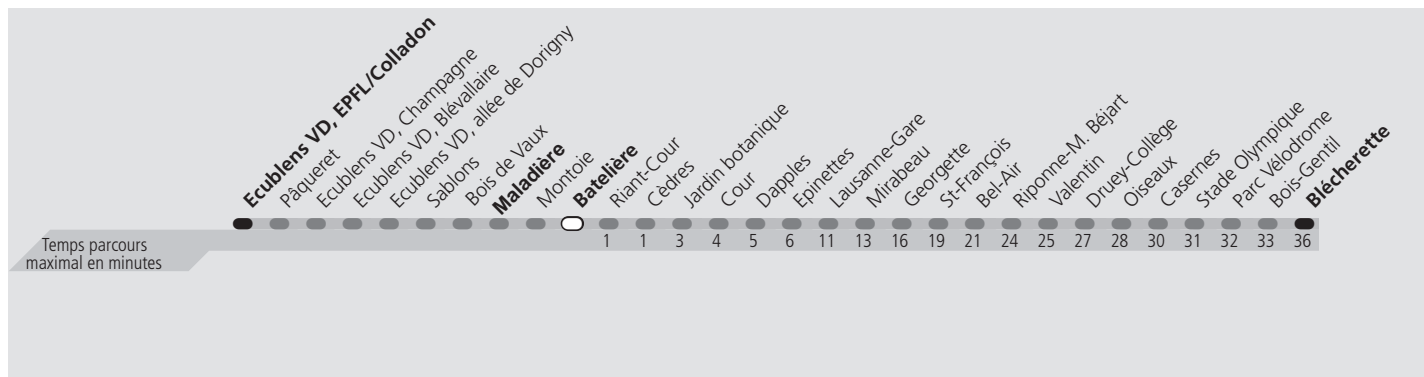 Ecublens VD, EPFL/Colladon
Pâqueret
Ecublens VD, Champagne
Ecublens VD, Blévallaire
Ecublens VD, allée de Dorigny
Sablons
Bois de Vaux
Maladière
Montoie
Batelière
Riant-Cour
Cèdres
Jardin botanique
Cour
Dapples
Epinettes
Lausanne-Gare
Mirabeau
Georgette
St-François
Bel-Air
Riponne-M. Béjart
Valentin
Druey-Collège
Oiseaux
Casernes
Stade Olympique
Parc Vélodrome
Bois-Gentil
Blécherette
Temps parcours
maximal en minutes
1 1 3 4 5 6 11 13 16 19 21 24 25 27 28 30 31 32 33 36